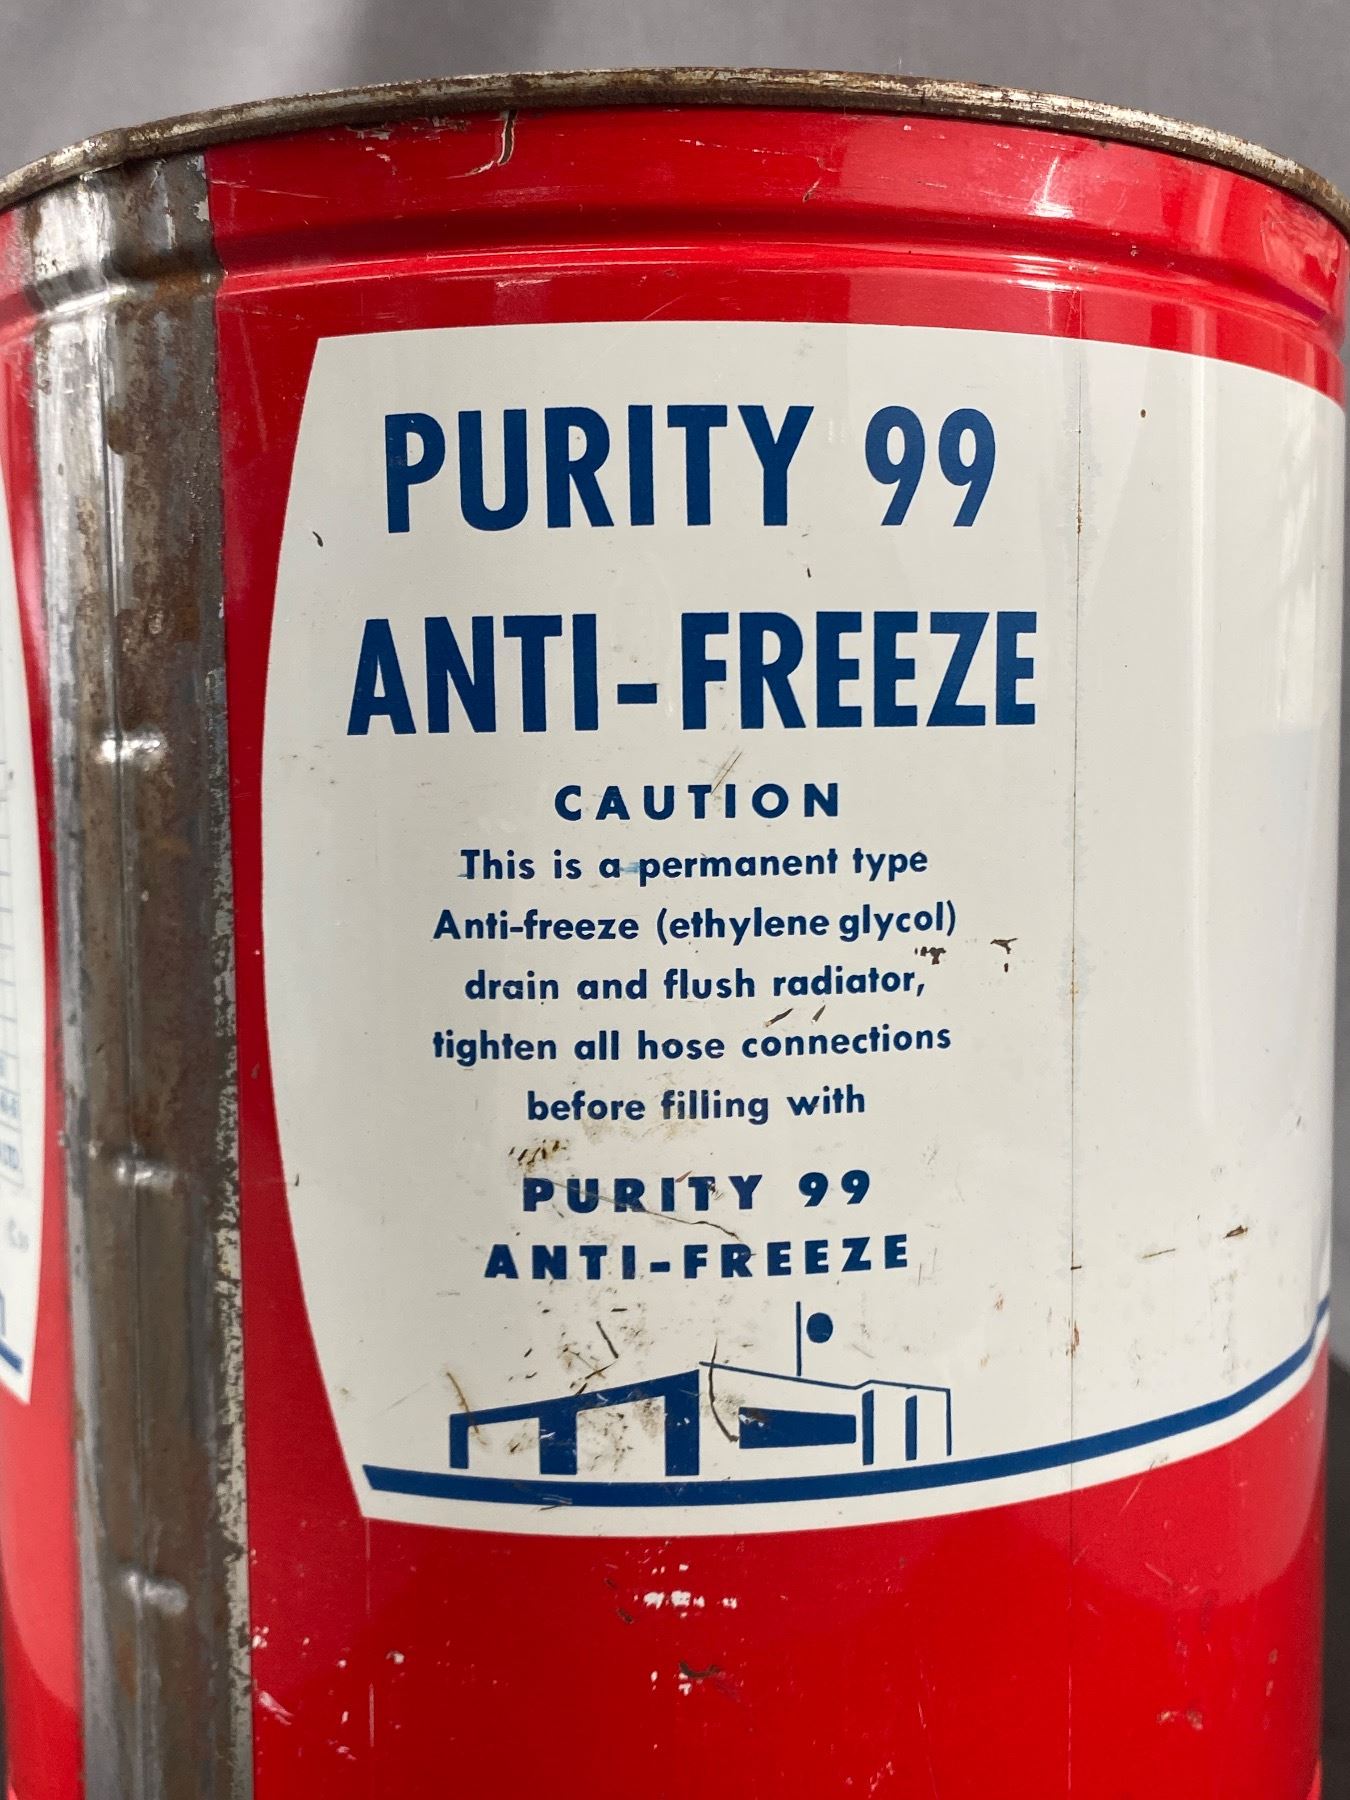 PURITY 99
ANTI-FREEZE
CAUTION
This is a permanent type
Anti-freeze (ethylene glycol)
drain and flush radiator,
tighten all hose connections
before filling with
PURITY 99
ANTI-FREEZE